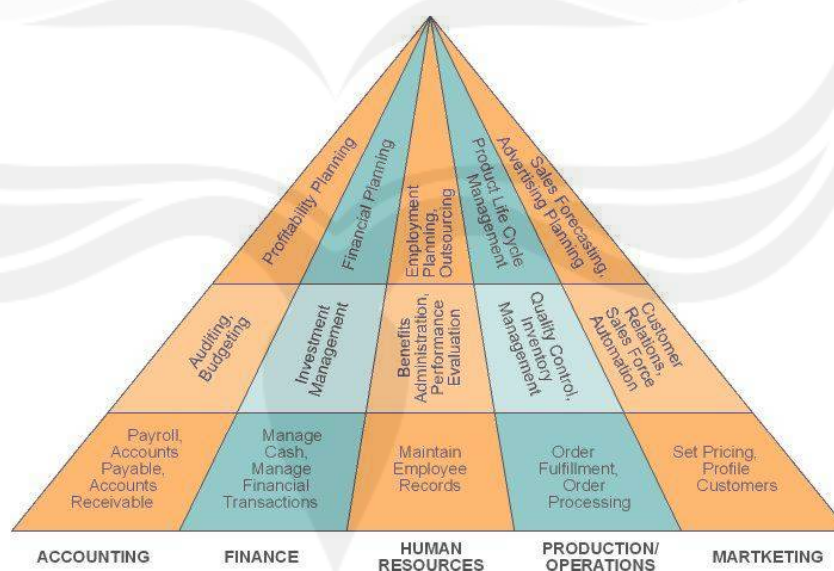 Profitability Planning
Financial Planning
Employment
Planning,
Outsourcing
Product Life Cycle
Management
Sales Forecasting,
Advertising Planning
Auditing,
Budgeting
Investment
Management
Benefits
Administration,
Performance
Evaluation
Quality Control,
Inventory
Management
Customer
Relations,
Sales Force
Automation
Payroll,
Accounts
Payable,
Accounts
Receivable
Manage
Cash,
Manage
Financial
Transactions
Maintain
Employee
Records
Order
Fulfillment,
Order
Processing
Set Pricing,
Profile
Customers
ACCOUNTING
FINANCE
HUMAN
RESOURCES
PRODUCTION/
OPERATIONS
MARTKETING